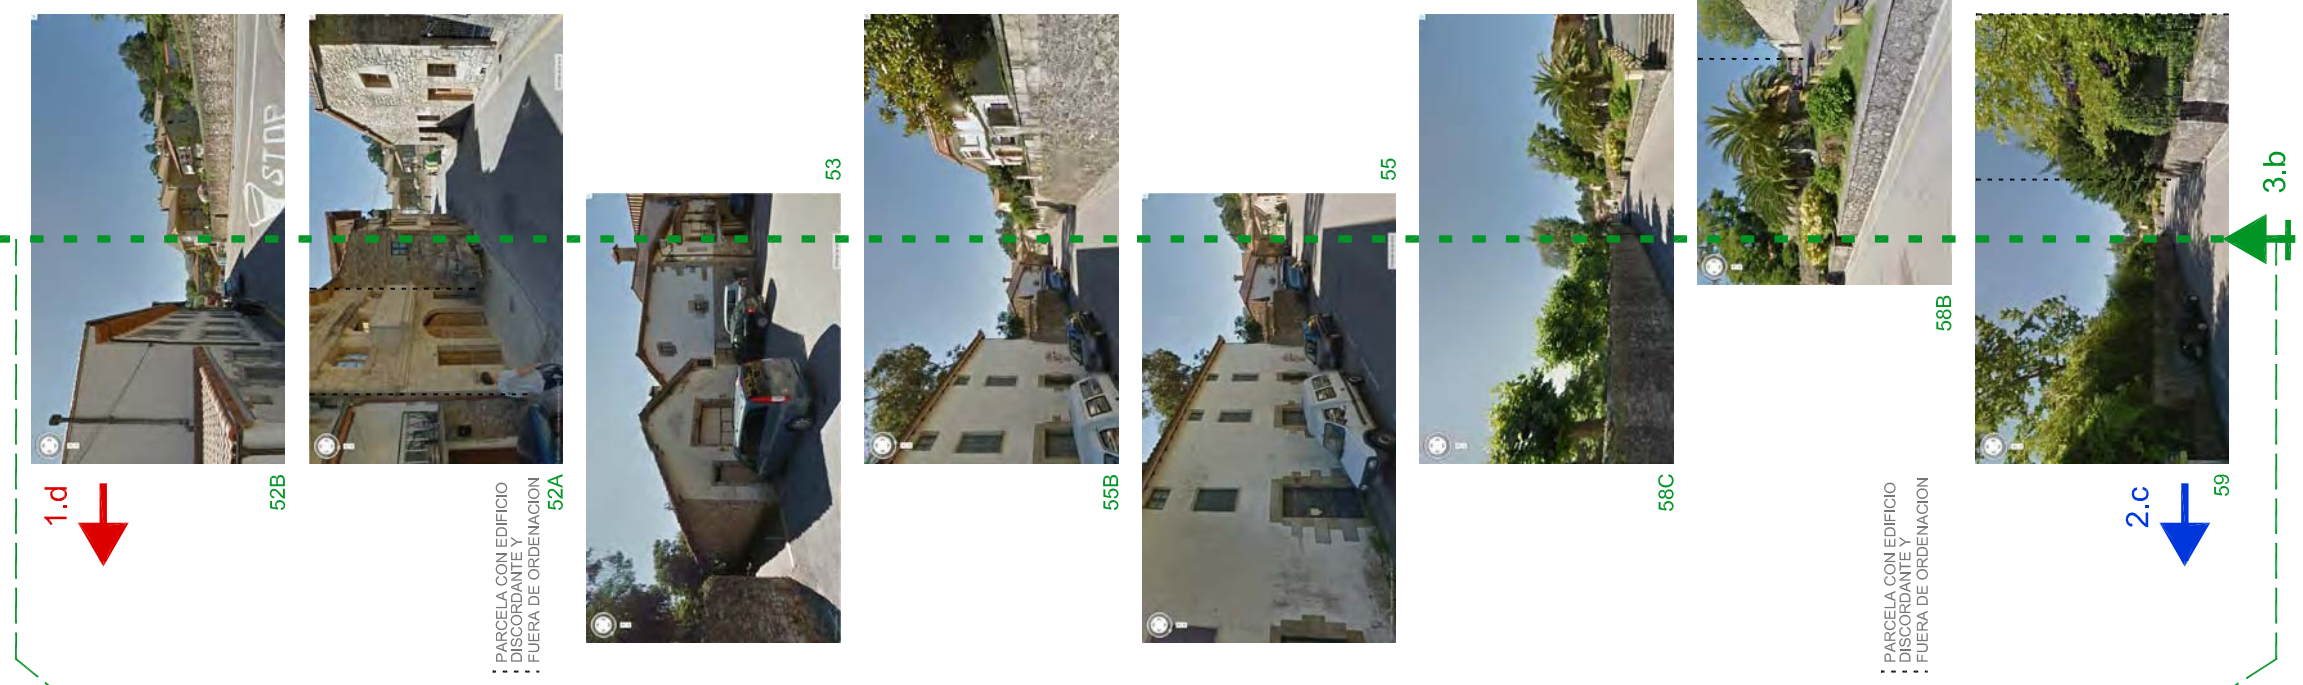 1.d
52B
STOP
PARCELA CON EDIFICIO
DISCORDANTE Y
FUERA DE ORDENACION
52A
53
55B
55
58C
58B
PARCELA CON EDIFICIO
DISCORDANTE Y
FUERA DE ORDENACION
2.c
59
3.b